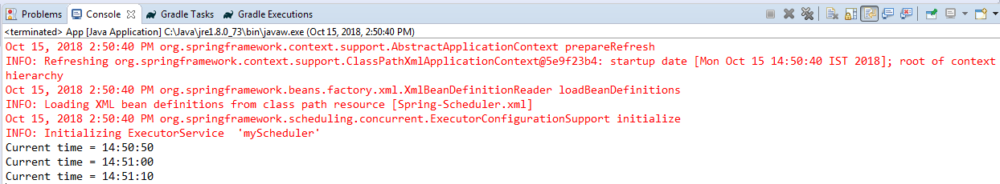 Problems Console Gradle Tasks Gradle Executions
<terminated> App [Java Application] C:\Java\jre1.8.0_73\bin\javaw.exe (Oct 15, 2018, 2:50:40 PM)
Oct 15, 2018 2:50:40 PM org.springframework.context.support.AbstractApplicationContext prepareRefresh
INFO: Refreshing org.springframework.context.support.ClassPathXmlApplicationContext@5e9f23b4: startup date [Mon Oct 15 14:50:40 IST 2018]; root of context
hierarchy
Oct 15, 2018 2:50:40 PM org.springframework.beans.factory.xml.XmlBeanDefinitionReader loadBeanDefinitions
INFO: Loading XML bean definitions from class path resource [Spring-Scheduler.xml]
Oct 15, 2018 2:50:40 PM org.springframework.scheduling.concurrent.ExecutorConfigurationSupport initialize
INFO: Initializing ExecutorService  'myScheduler'
Current time = 14:50:50
Current time = 14:51:00
Current time = 14:51:10